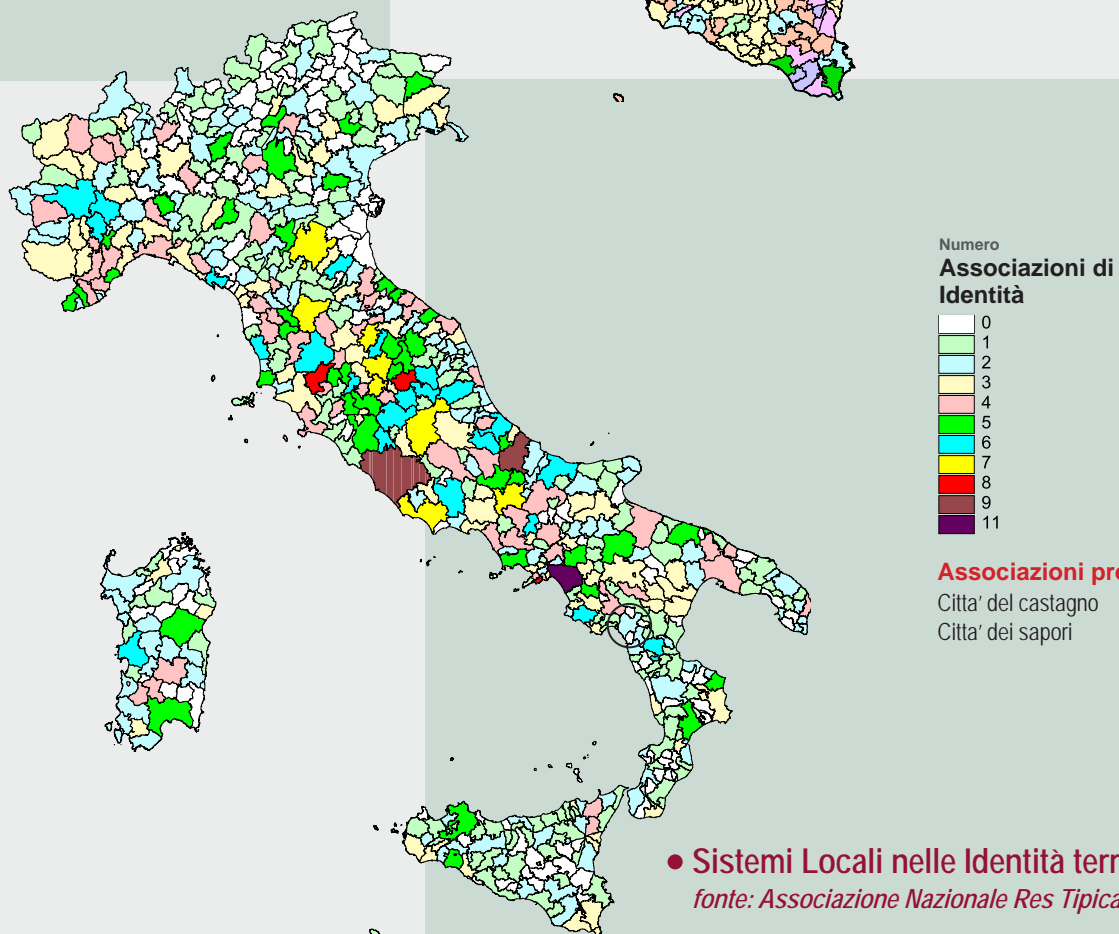 Numero
Associazioni di
Identità
0
1
2
3
4
5
6
7
8
9
11
Associazioni pre
Citta' del castagno
Citta' dei sapori
• Sistemi Locali nelle Identità terr
fonte: Associazione Nazionale Res Tipica